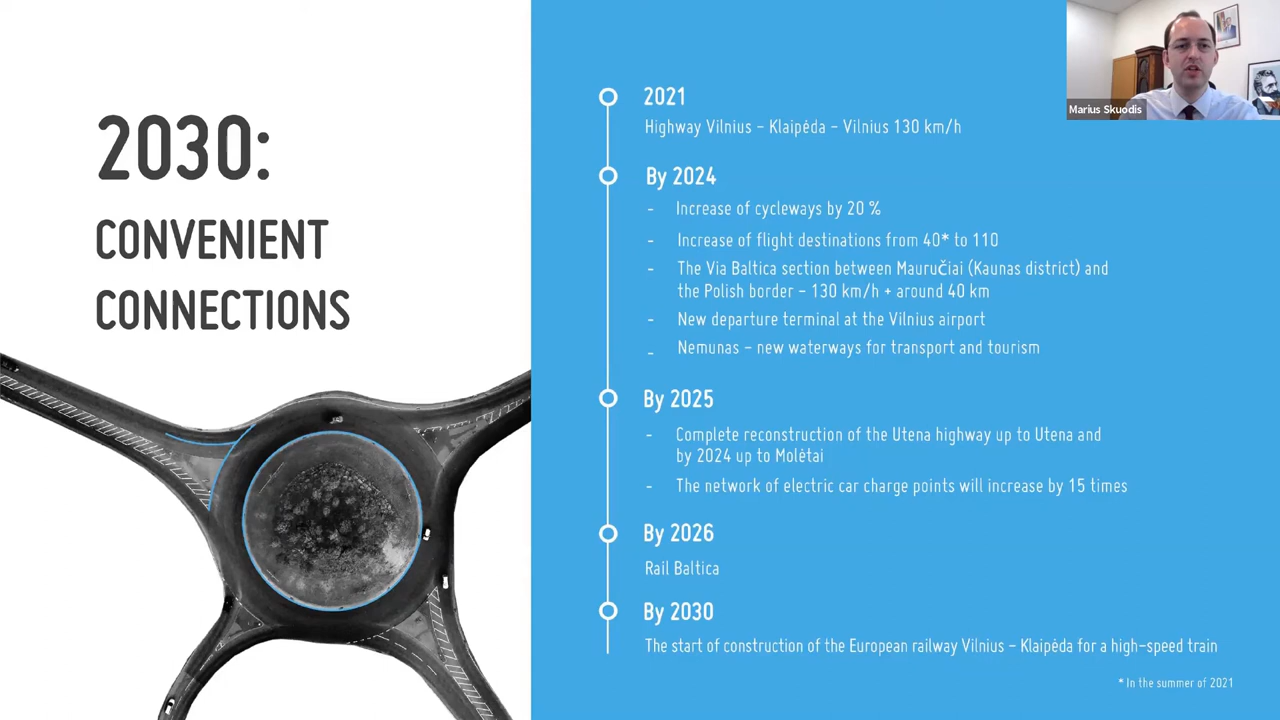 2030:
CONVENIENT
CONNECTIONS
2021
Highway Vilnius - Klaipėda - Vilnius 130 km/h
By 2024
- Increase of cycleways by 20 %
- Increase of flight destinations from 40* to 110
- The Via Baltica section between Mauručiai (Kaunas district) and
the Polish border - 130 km/h + around 40 km
- New departure terminal at the Vilnius airport
- Nemunas - new waterways for transport and tourism
By 2025
- Complete reconstruction of the Utena highway up to Utena and
by 2024 up to Molėtai
- The network of electric car charge points will increase by 15 times
By 2026
Rail Baltica
By 2030
The start of construction of the European railway Vilnius - Klaipėda for a high-speed train
* In the summer of 2021
Marius Skuodis